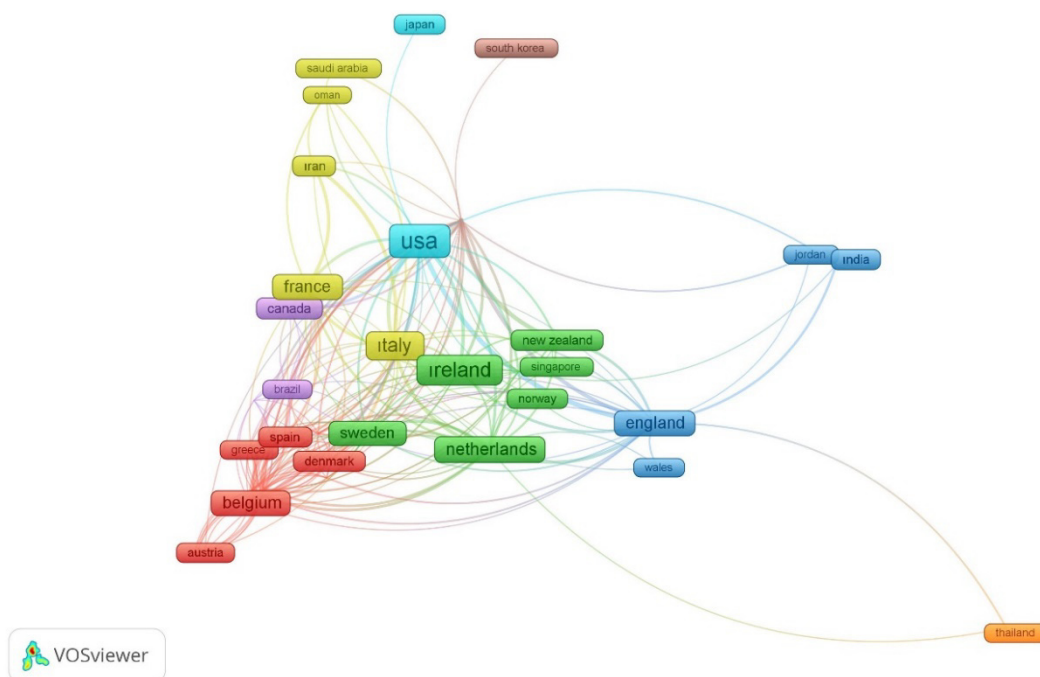 japan
south korea
saudi arabia
oman
ıran
usa
jordan
ındia
france
canada
new zealand
ıtaly
singapore
ıreland
brazil
norway
england
sweden
spain
greece
netherlands
denmark
wales
belgium
austria
thailand
VOSviewer